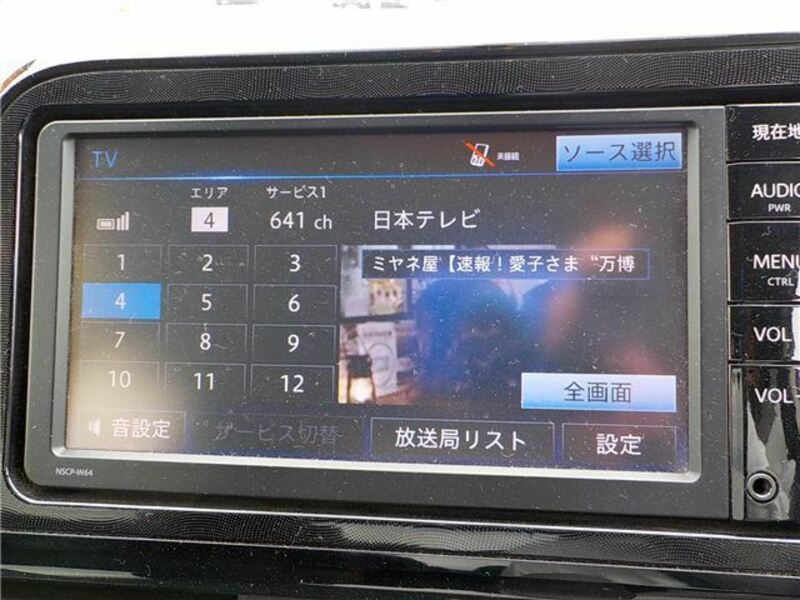 TV
未接続
ソース選択
エリア
サービス1
4
641 ch
日本テレビ
1
2
3
ミヤネ屋【速報！愛子さま “万博
4
5
6
7
8
9
10
11
12
全画面
音設定
サービス切替
放送局リスト
設定
NSCP-W64
現在地
AUDIO
PWR
MENU
CTRL
VOL
VOL